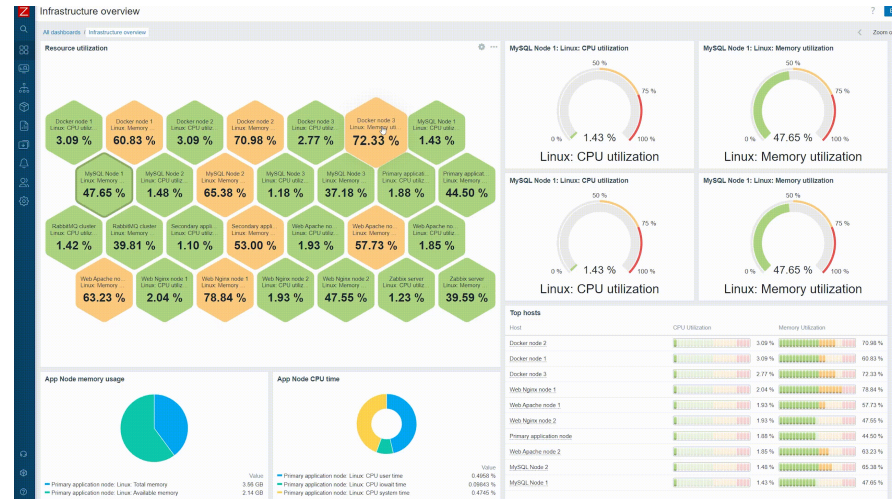 Z
Infrastructure overview
?
All dashboards / Infrastructure overview
Zoom o
Resource utilization
Docker node 1
Linux: CPU utiliz...
3.09 %
Docker node 1
Linux: Memory ...
60.83 %
Docker node 2
Linux: CPU utiliz...
3.09 %
Docker node 2
Linux: Memory ...
70.98 %
Docker node 3
Linux: CPU utiliz...
2.77 %
Docker node 3
Linux: Memory uti...
72.33 %
MySQL Node 1
Linux: CPU utiliz...
1.43 %
MySQL Node 1
Linux: Memory ...
47.65 %
MySQL Node 2
Linux: CPU utiliz...
1.48 %
MySQL Node 2
Linux: Memory ...
65.38 %
MySQL Node 3
Linux: CPU utiliz...
1.18 %
MySQL Node 3
Linux: Memory ...
37.18 %
Primary applicati...
Linux: CPU utiliz...
1.88 %
Primary applicat...
Linux: Memory ...
44.50 %
RabbitMQ cluster
Linux: CPU utiliz...
1.42 %
RabbitMQ cluster
Linux: Memory ...
39.81 %
Secondary appli...
Linux: CPU utiliz...
1.10 %
Secondary appli...
Linux: Memory ...
53.00 %
Web Apache no...
Linux: CPU utiliz...
1.93 %
Web Apache no...
Linux: Memory ...
57.73 %
Web Apache no...
Linux: CPU utiliz...
1.85 %
Web Apache no...
Linux: Memory ...
63.23 %
Web Nginx node 1
Linux: CPU utiliz...
2.04 %
Web Nginx node 1
Linux: Memory ...
78.84 %
Web Nginx node 2
Linux: CPU utiliz...
1.93 %
Web Nginx node 2
Linux: Memory ...
47.55 %
Zabbix server
Linux: CPU utiliz...
1.23 %
Zabbix server
Linux: Memory ...
39.59 %
MySQL Node 1: Linux: CPU utilization
50 %
75 %
0 %
1.43 %
100 %
Linux: CPU utilization
MySQL Node 1: Linux: Memory utilization
50 %
75 %
0 %
47.65 %
100 %
Linux: Memory utilization
MySQL Node 1: Linux: CPU utilization
50 %
75 %
0 %
1.43 %
100 %
Linux: CPU utilization
MySQL Node 1: Linux: Memory utilization
50 %
75 %
0 %
47.65 %
100 %
Linux: Memory utilization
App Node memory usage
Value
Primary application node: Linux: Total memory 3.56 GB
Primary application node: Linux: Available memory 2.14 GB
App Node CPU time
Value
Primary application node: Linux: CPU user time 0.4958 %
Primary application node: Linux: CPU iowait time 0.09843 %
Primary application node: Linux: CPU system time 0.4745 %
Top hosts
Host CPU Utilization Memory Utilization
Docker node 2 3.09 % 70.98 %
Docker node 1 3.09 % 60.83 %
Docker node 3 2.77 % 72.33 %
Web Nginx node 1 2.04 % 78.84 %
Web Apache node 1 1.93 % 57.73 %
Web Nginx node 2 1.93 % 47.55 %
Primary application node 1.88 % 44.50 %
Web Apache node 2 1.85 % 63.23 %
MySQL Node 2 1.48 % 65.38 %
MySQL Node 1 1.43 % 47.65 %